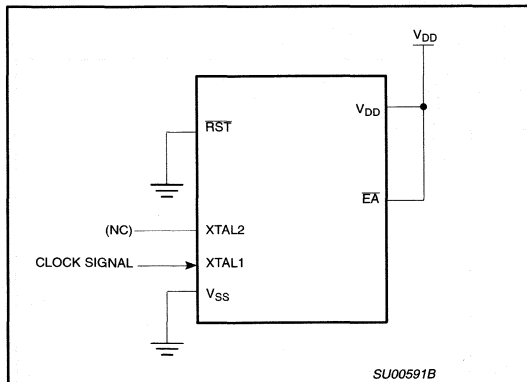 VDD
VDD
RST
EA
(NC)
XTAL2
CLOCK SIGNAL
XTAL1
VSS
SU00591B